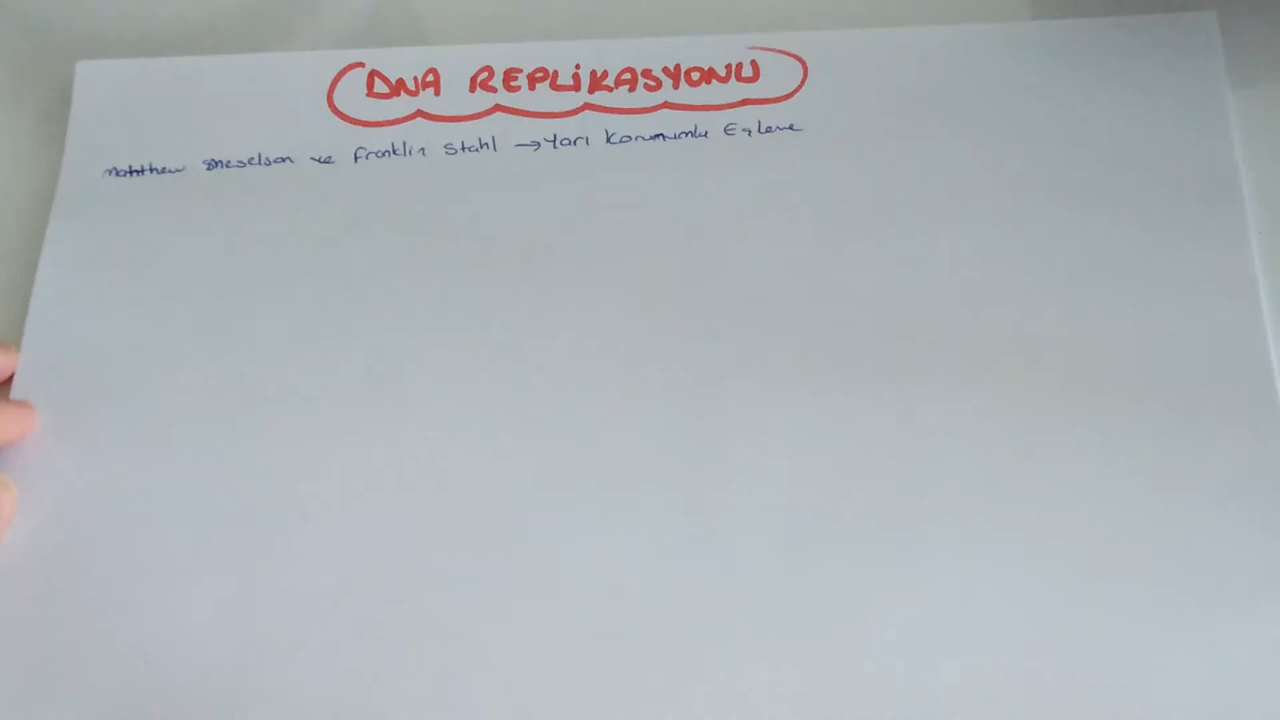 DNA REPLİKASYONU
Matthew Meselson ve Franklin Stahl → Yarı Korunumlu Eşleme